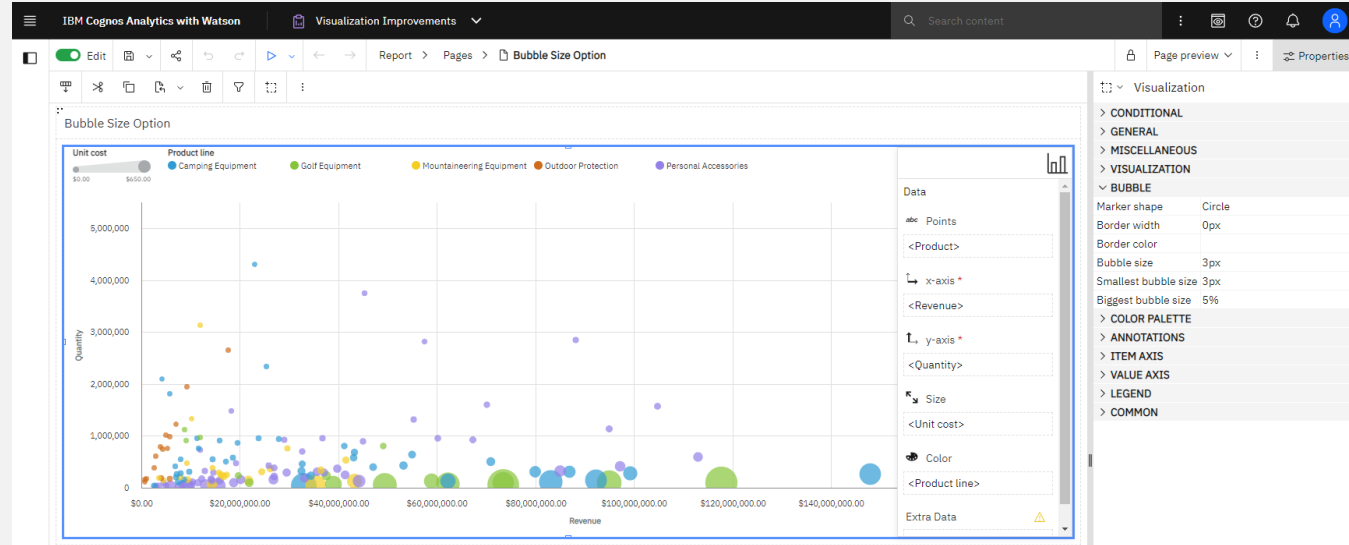 IBM Cognos Analytics with Watson
Visualization Improvements
Search content
Edit
Report > Pages > Bubble Size Option
Page preview
Properties
Bubble Size Option
Unit cost
$0.00 $650.00
Product line
Camping Equipment Golf Equipment Mountaineering Equipment Outdoor Protection Personal Accessories
Quantity
5,000,000
4,000,000
3,000,000
2,000,000
1,000,000
0
$0.00 $20,000,000.00 $40,000,000.00 $60,000,000.00 $80,000,000.00 $100,000,000.00 $120,000,000.00 $140,000,000.00
Revenue
Data
abc Points
<Product>
x-axis *
<Revenue>
y-axis *
<Quantity>
Size
<Unit cost>
Color
<Product line>
Extra Data
Visualization
> CONDITIONAL
> GENERAL
> MISCELLANEOUS
> VISUALIZATION
BUBBLE
Marker shape Circle
Border width 0px
Border color
Bubble size 3px
Smallest bubble size 3px
Biggest bubble size 5%
> COLOR PALETTE
> ANNOTATIONS
> ITEM AXIS
> VALUE AXIS
> LEGEND
> COMMON